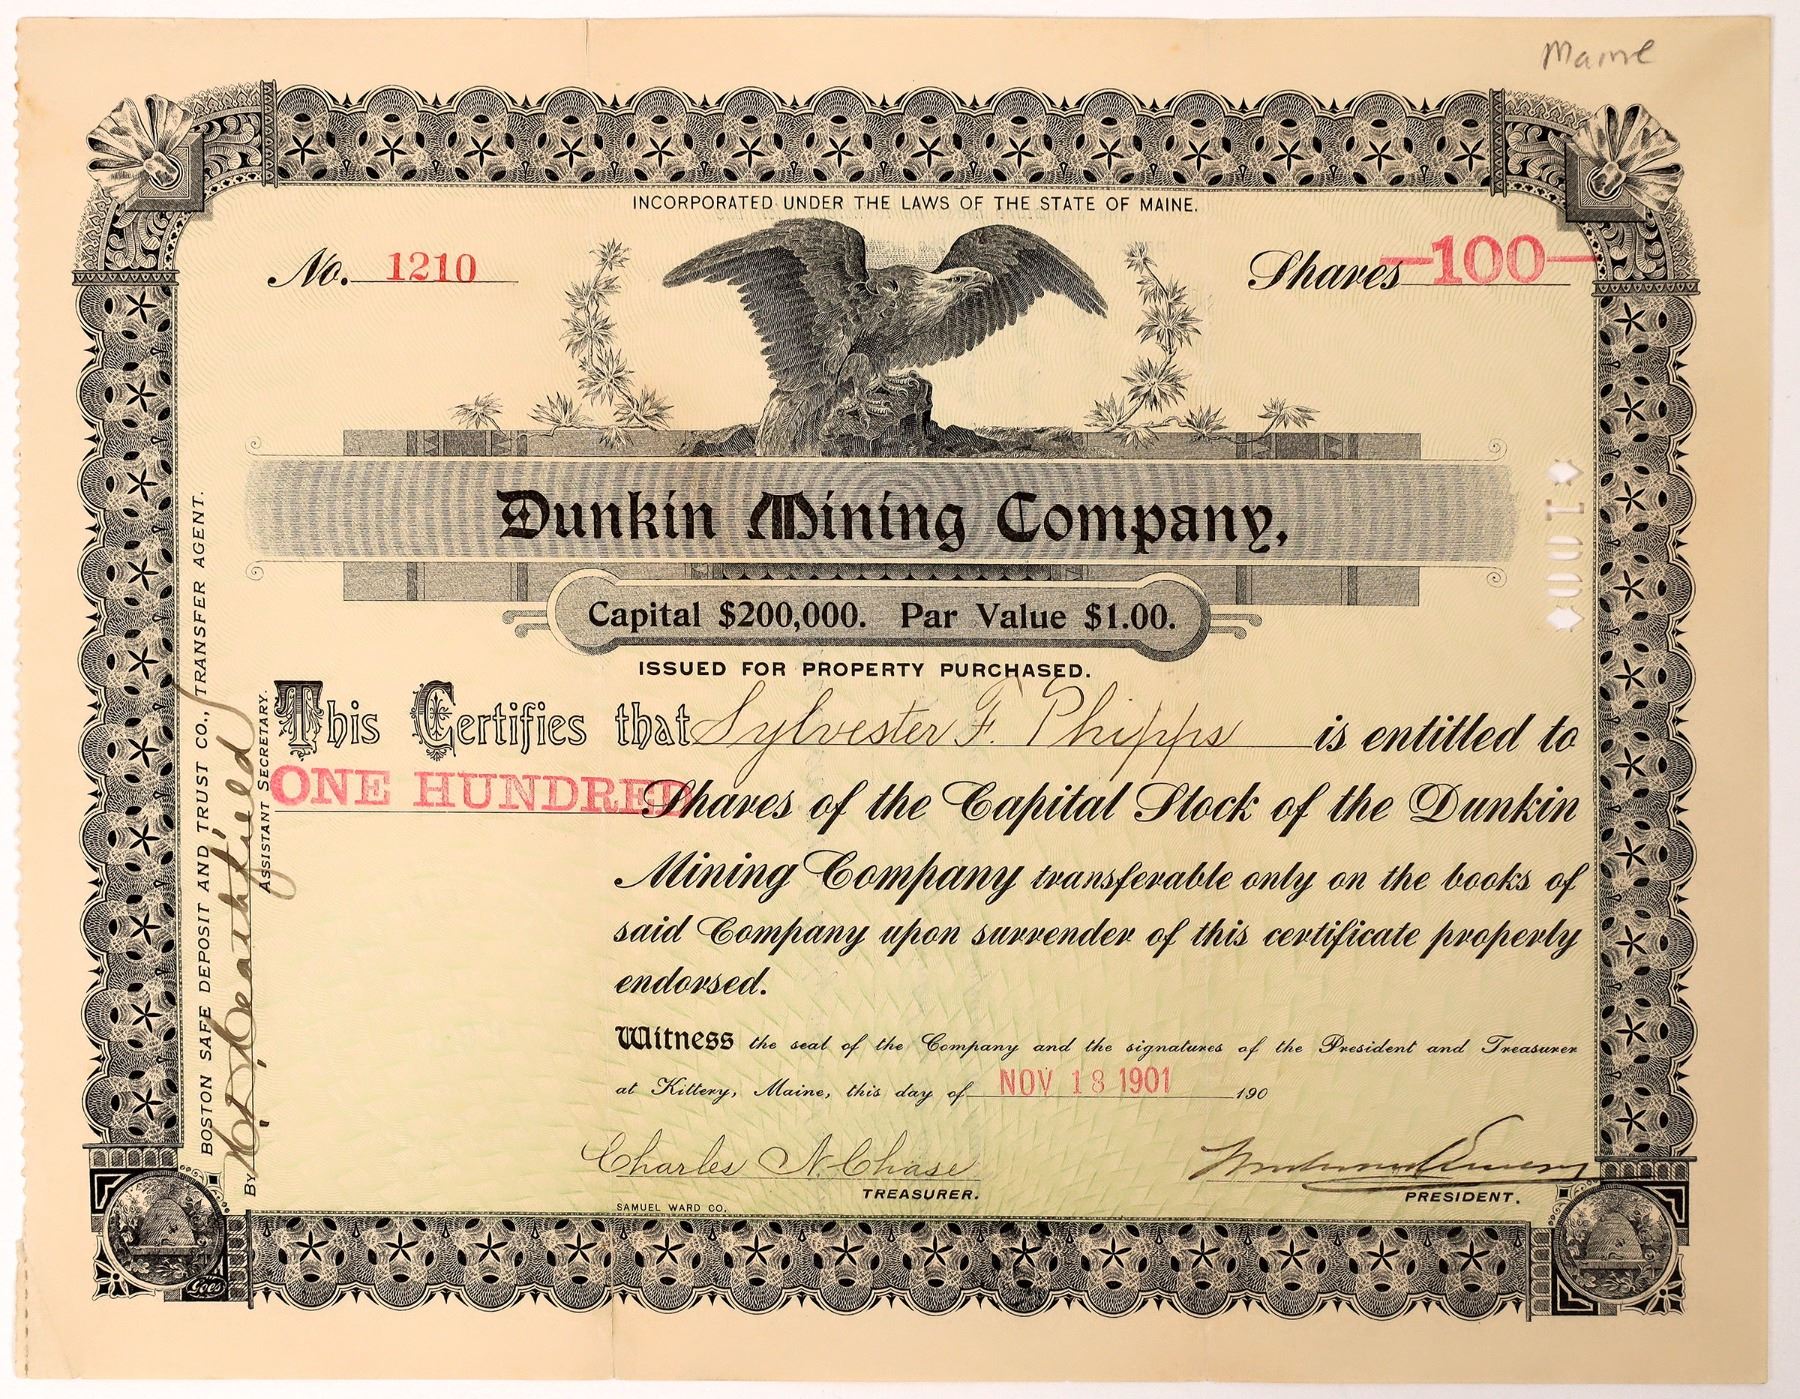 Maine
INCORPORATED UNDER THE LAWS OF THE STATE OF MAINE.
No. 1210
Shares -100-
Dunkin Mining Company,
Capital $200,000. Par Value $1.00.
ISSUED FOR PROPERTY PURCHASED.
This Certifies that Sylvester F. Phipps is entitled to
ONE HUNDRED Shares of the Capital Stock of the Dunkin
Mining Company transferable only on the books of
said Company upon surrender of this certificate properly
endorsed.
Witness the seal of the Company and the signatures of the President and Treasurer
at Kittery, Maine, this day of NOV 18 1901 190
Charles N. Chase
TREASURER.
PRESIDENT.
SAMUEL WARD CO.
BOSTON SAFE DEPOSIT AND TRUST CO., TRANSFER AGENT.
By
ASSISTANT SECRETARY.
100